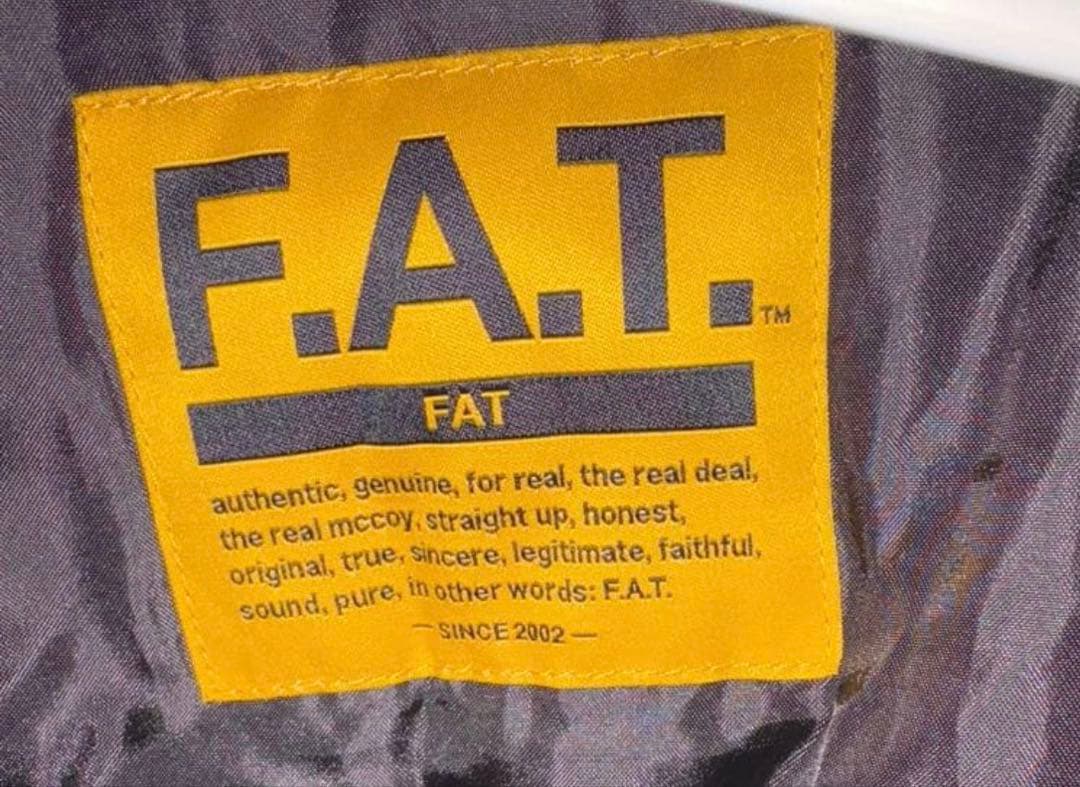 F.A.T.™
FAT
authentic, genuine, for real, the real deal,
the real mccoy, straight up, honest,
original, true, sincere, legitimate, faithful,
sound, pure, in other words: F.A.T.
— SINCE 2002 —